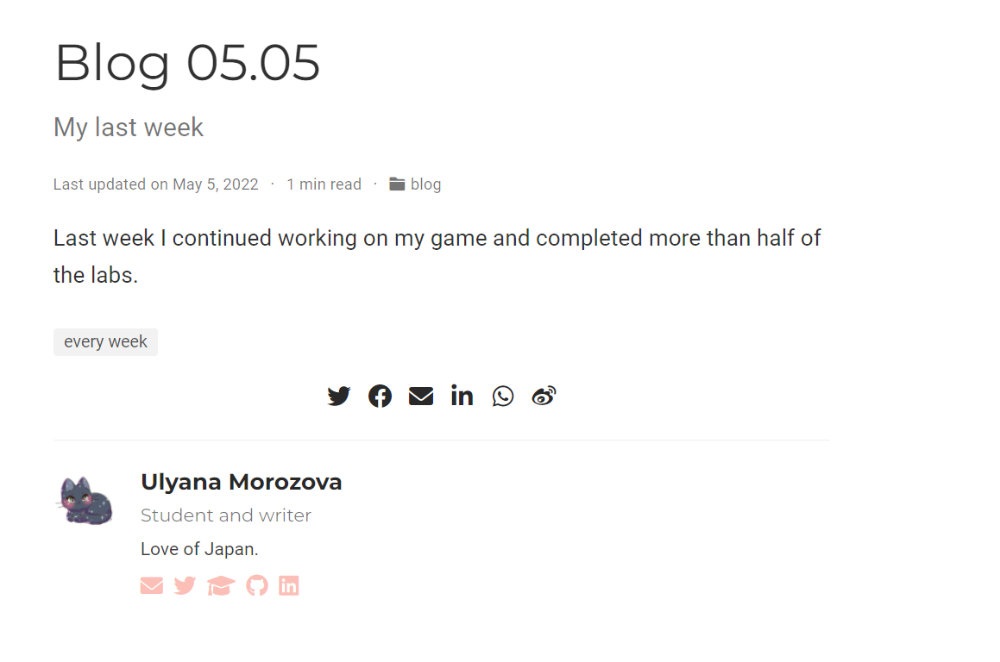 Blog 05.05
My last week
Last updated on May 5, 2022 · 1 min read · blog
Last week I continued working on my game and completed more than half of
the labs.
every week
Ulyana Morozova
Student and writer
Love of Japan.